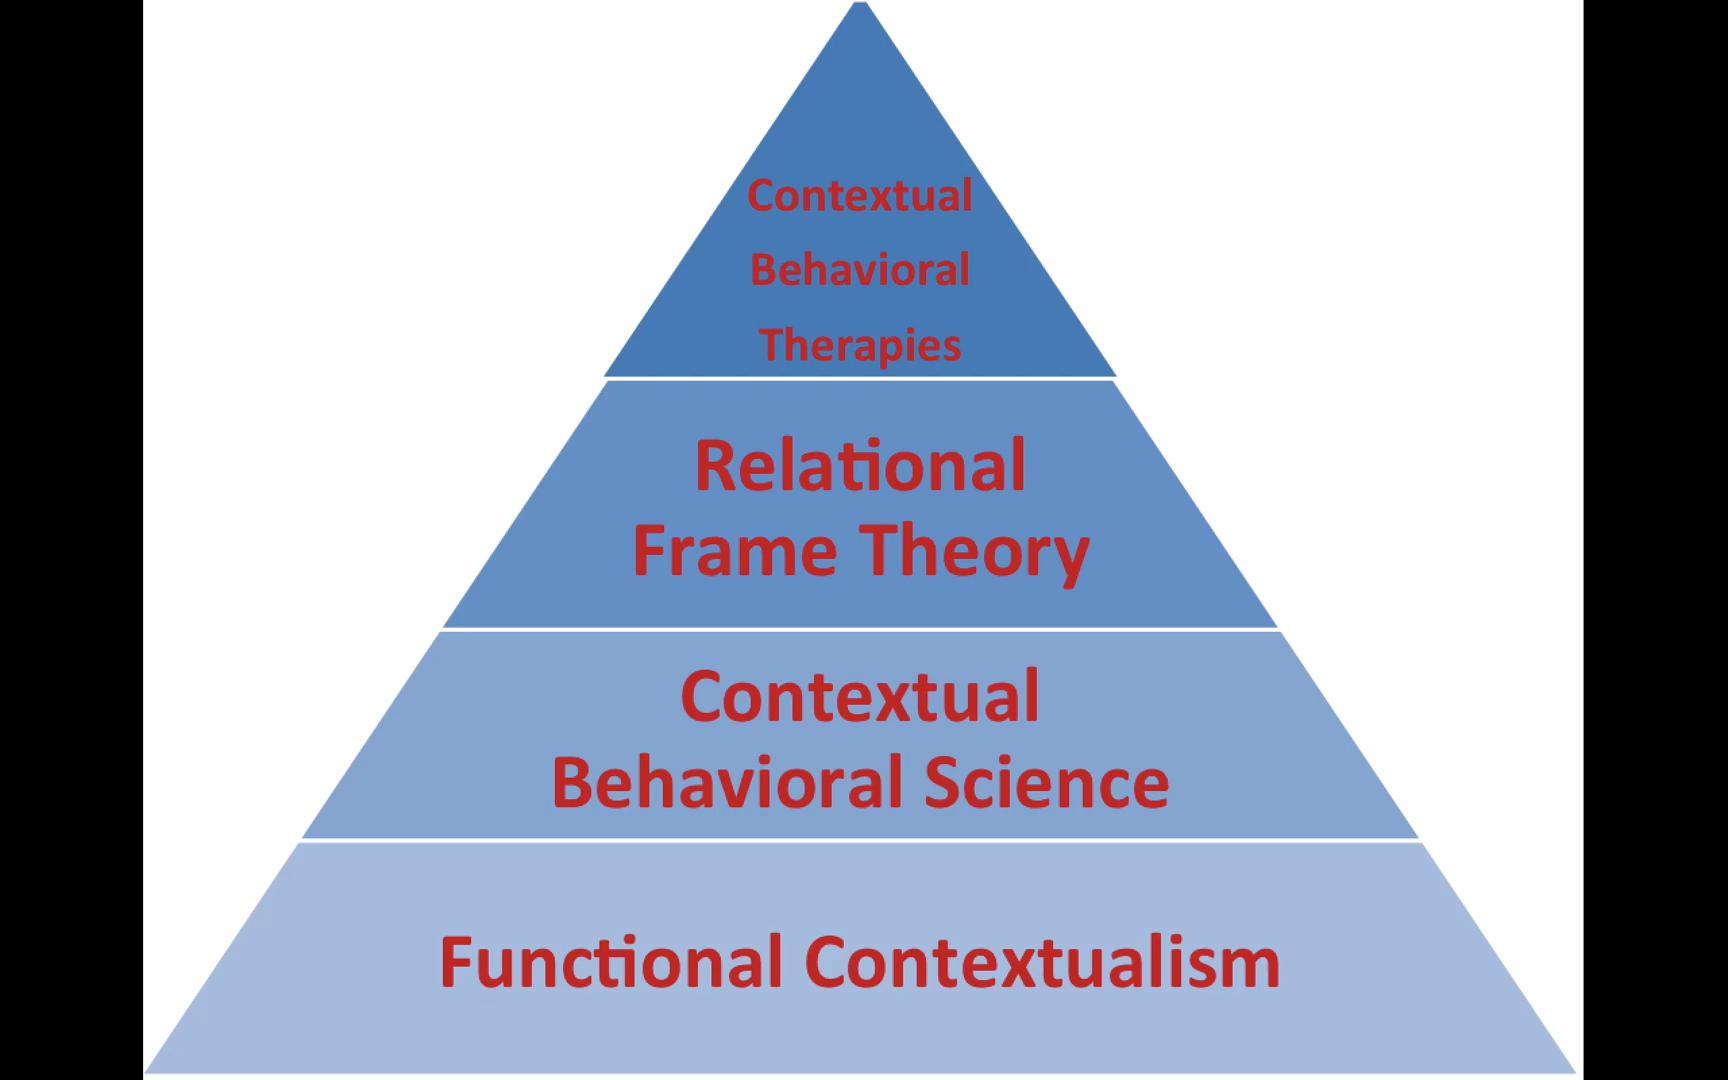 Contextual
Behavioral
Therapies
Relational
Frame Theory
Contextual
Behavioral Science
Functional Contextualism